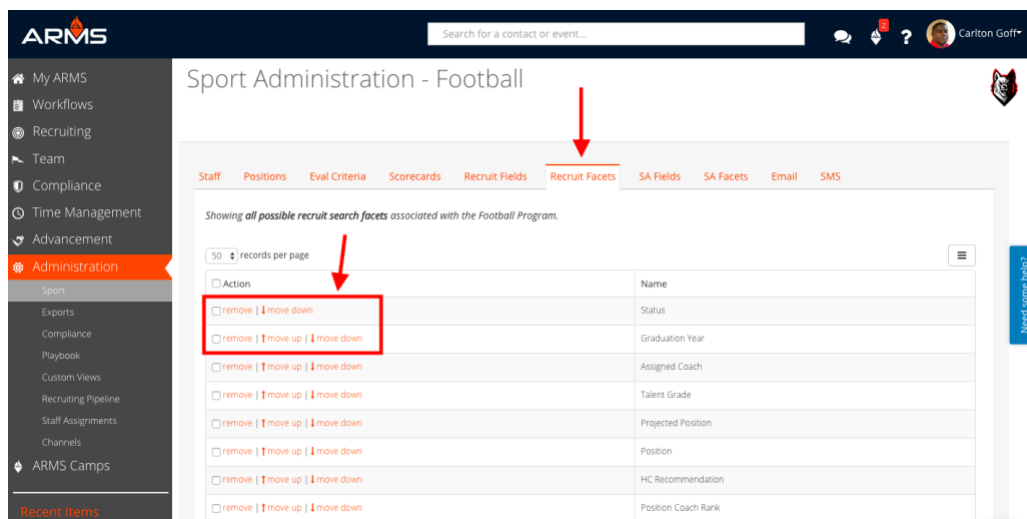 ARMS
Search for a contact or event...
2
?
Carlton Goff
My ARMS
Workflows
Recruiting
Team
Compliance
Time Management
Advancement
Administration
Sport
Exports
Compliance
Playbook
Custom Views
Recruiting Pipeline
Staff Assignments
Channels
ARMS Camps
Recent Items
Sport Administration - Football
Staff Positions Eval Criteria Scorecards Recruit Fields Recruit Facets SA Fields SA Facets Email SMS
Showing all possible recruit search facets associated with the Football Program.
50 records per page
Action Name
remove | move down Status
remove | move up | move down Graduation Year
remove | move up | move down Assigned Coach
remove | move up | move down Talent Grade
remove | move up | move down Projected Position
remove | move up | move down Position
remove | move up | move down HC Recommendation
remove | move up | move down Position Coach Rank
Need some help?